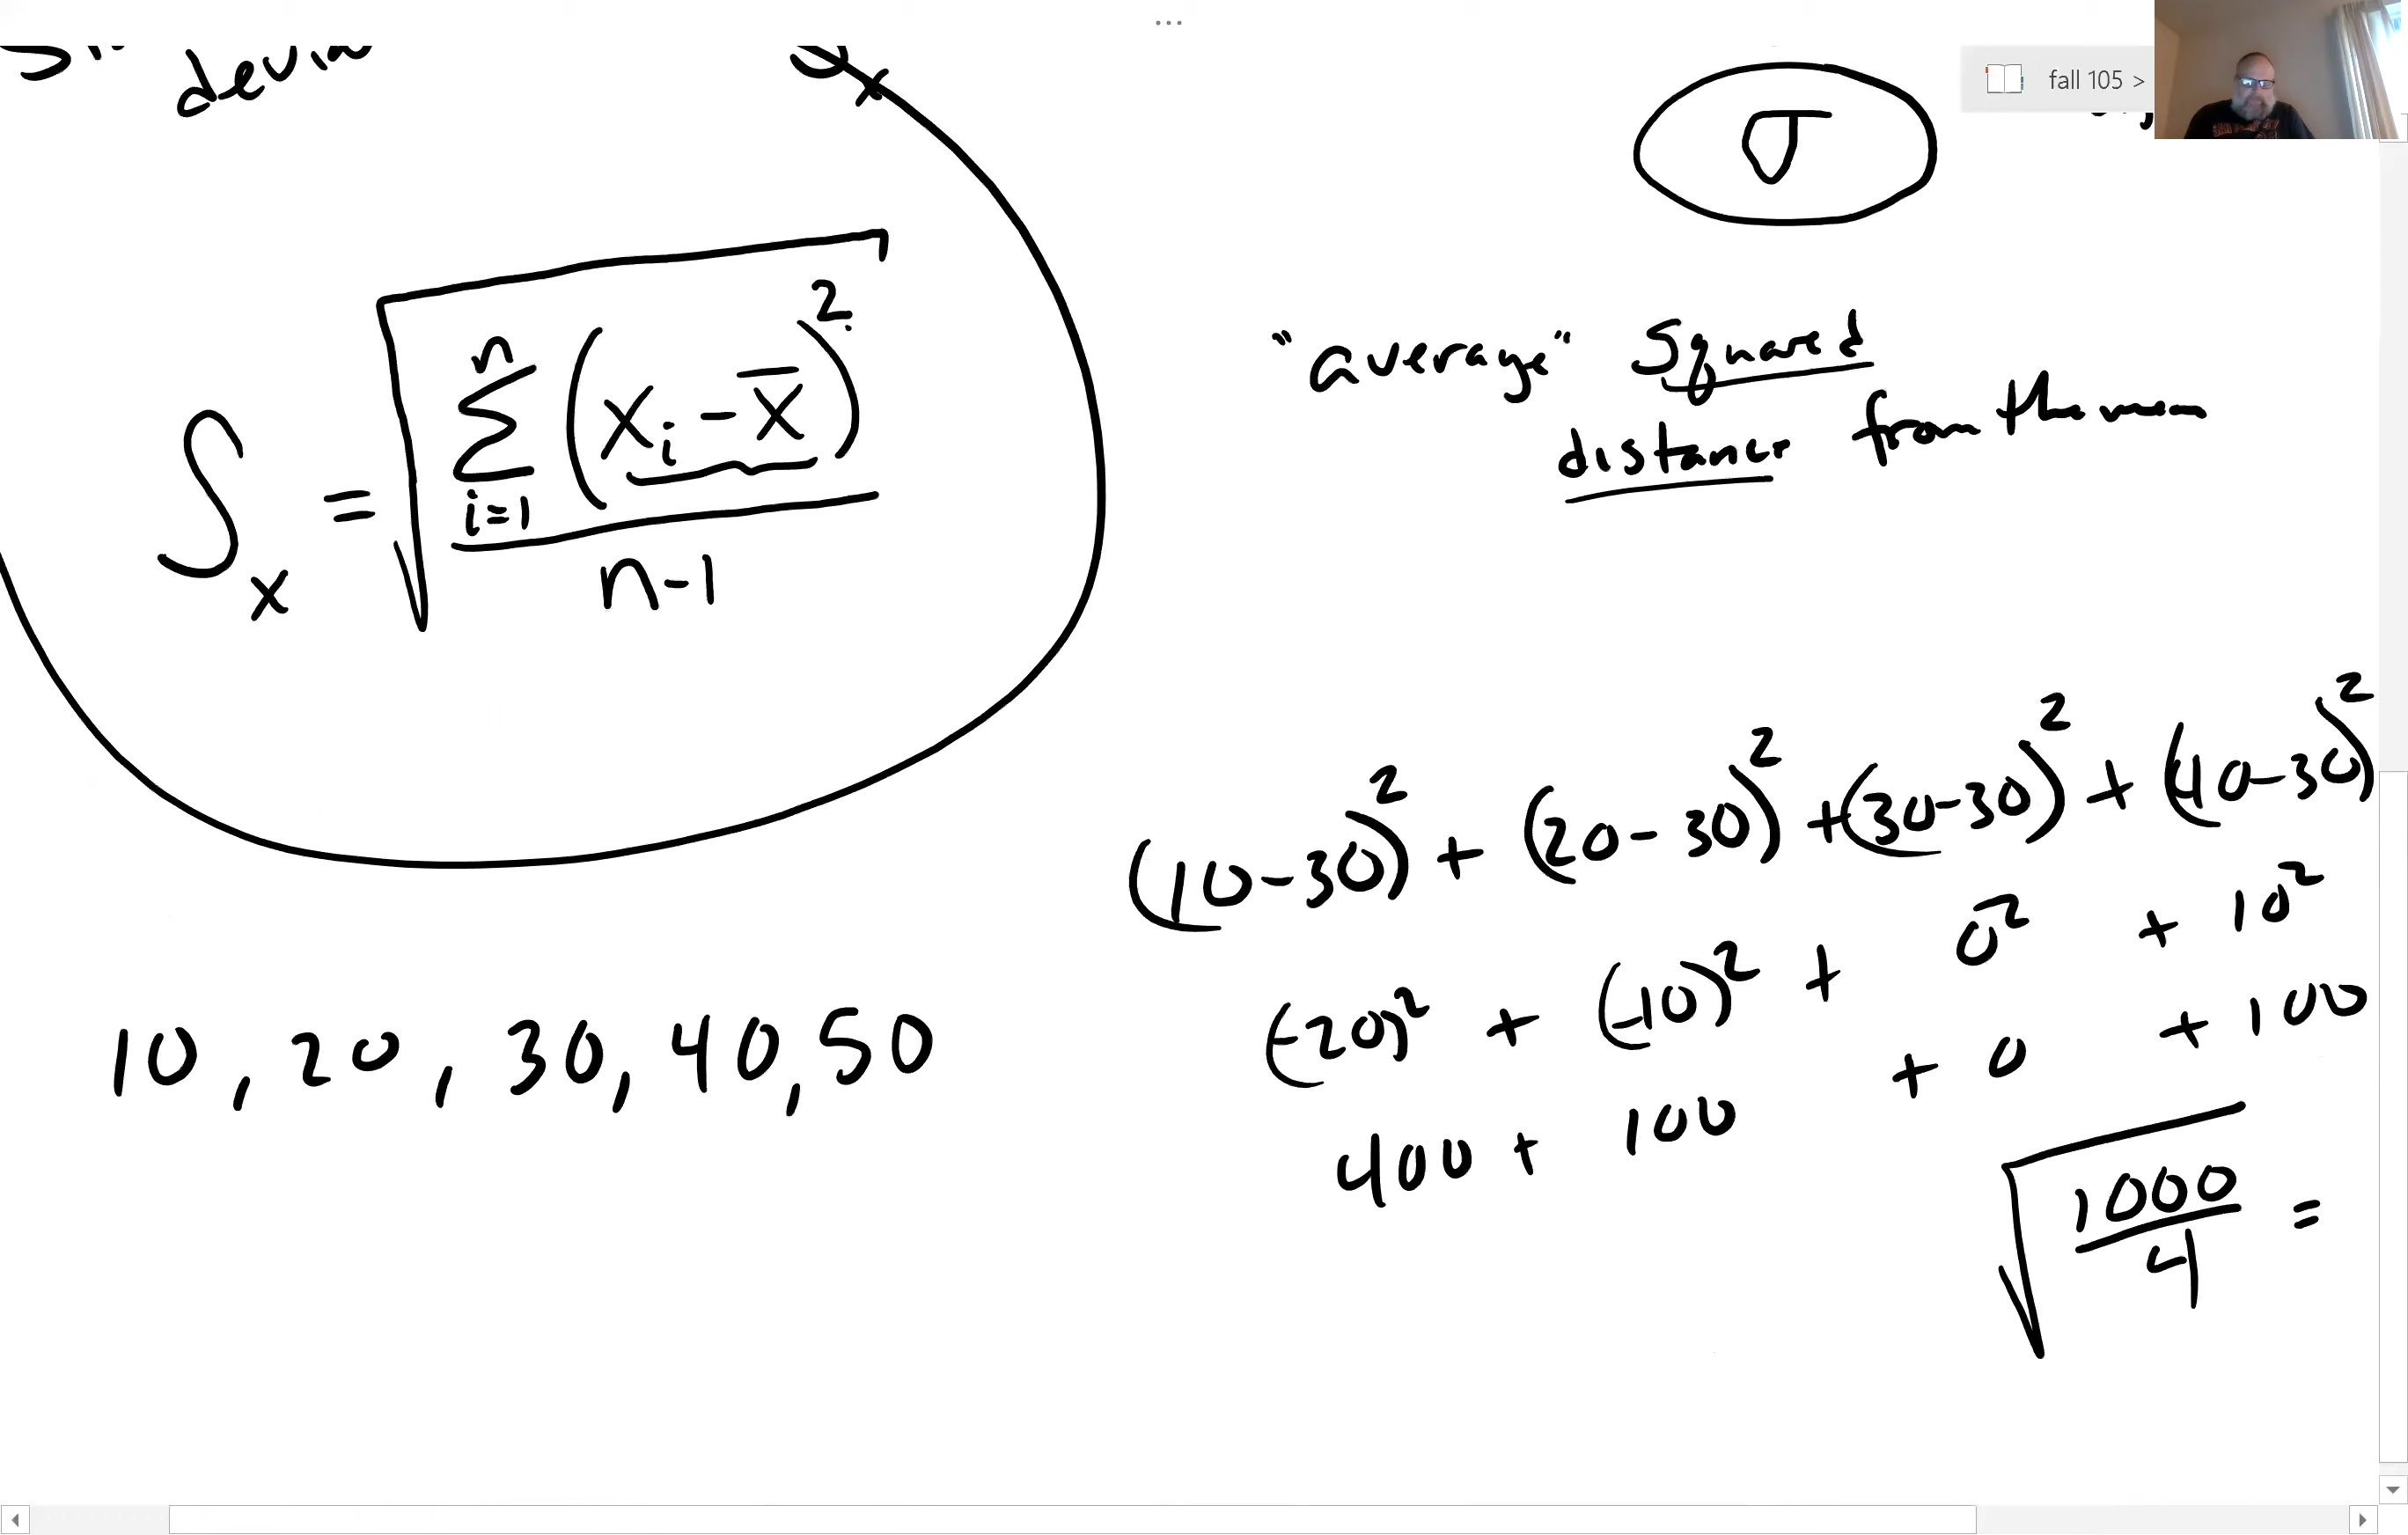 fall 105 >
σ
S_x = √( ∑_{i=1}^{n} (x_i - x̄)² / (n-1) )
"average" squared
distance from the mean
(10-30)² + (20-30)² + (30-30)² + (40-30)²
(-20)² + (-10)² + 0² + 10²
400 + 100 + 0 + 100
10, 20, 30, 40, 50
√(1000/4) =